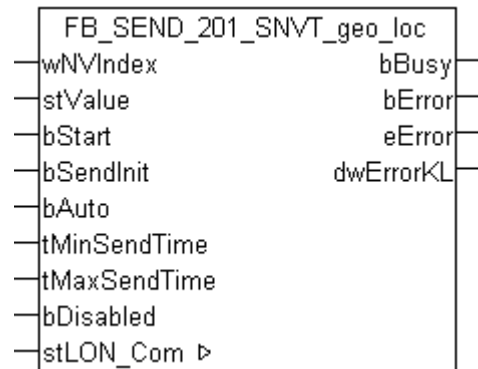 FB_SEND_201_SNVT_geo_loc
wNVIndex bBusy
stValue bError
bStart eError
bSendInit dwErrorKL
bAuto
tMinSendTime
tMaxSendTime
bDisabled
stLON_Com ▷